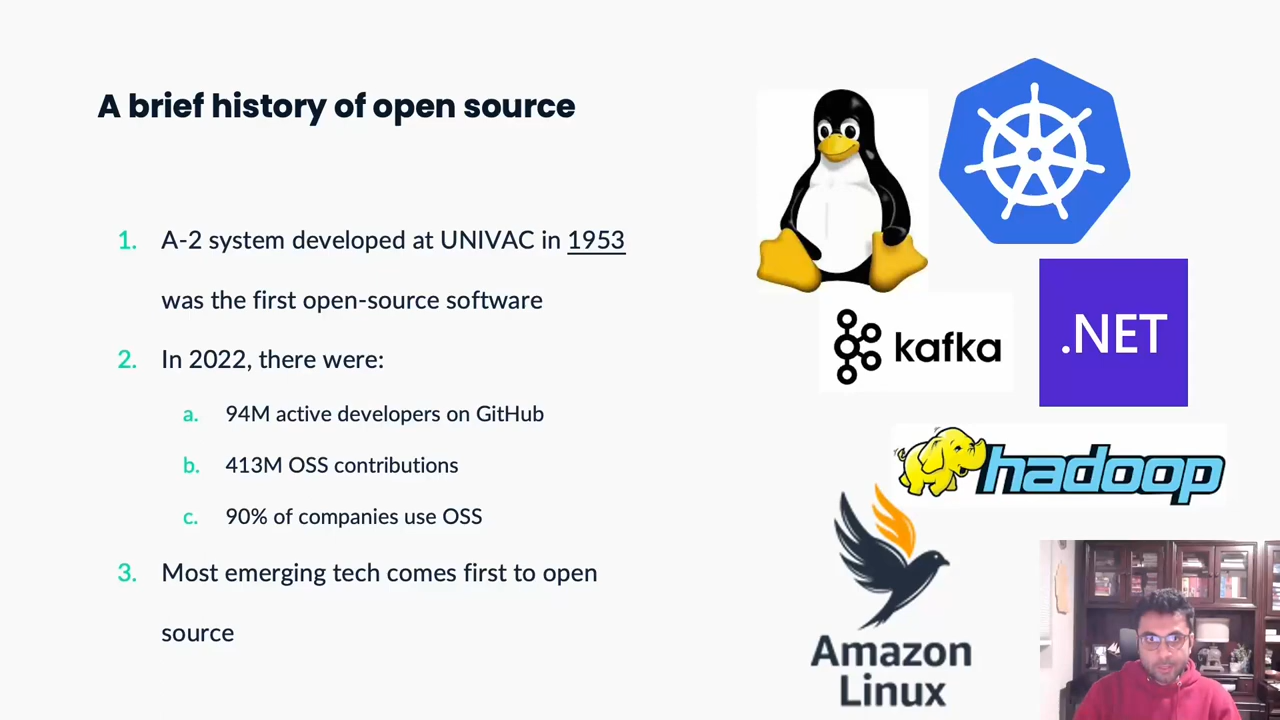 A brief history of open source
1. A-2 system developed at UNIVAC in 1953
was the first open-source software
2. In 2022, there were:
a. 94M active developers on GitHub
b. 413M OSS contributions
c. 90% of companies use OSS
3. Most emerging tech comes first to open
source
kafka
.NET
hadoop
Amazon
Linux